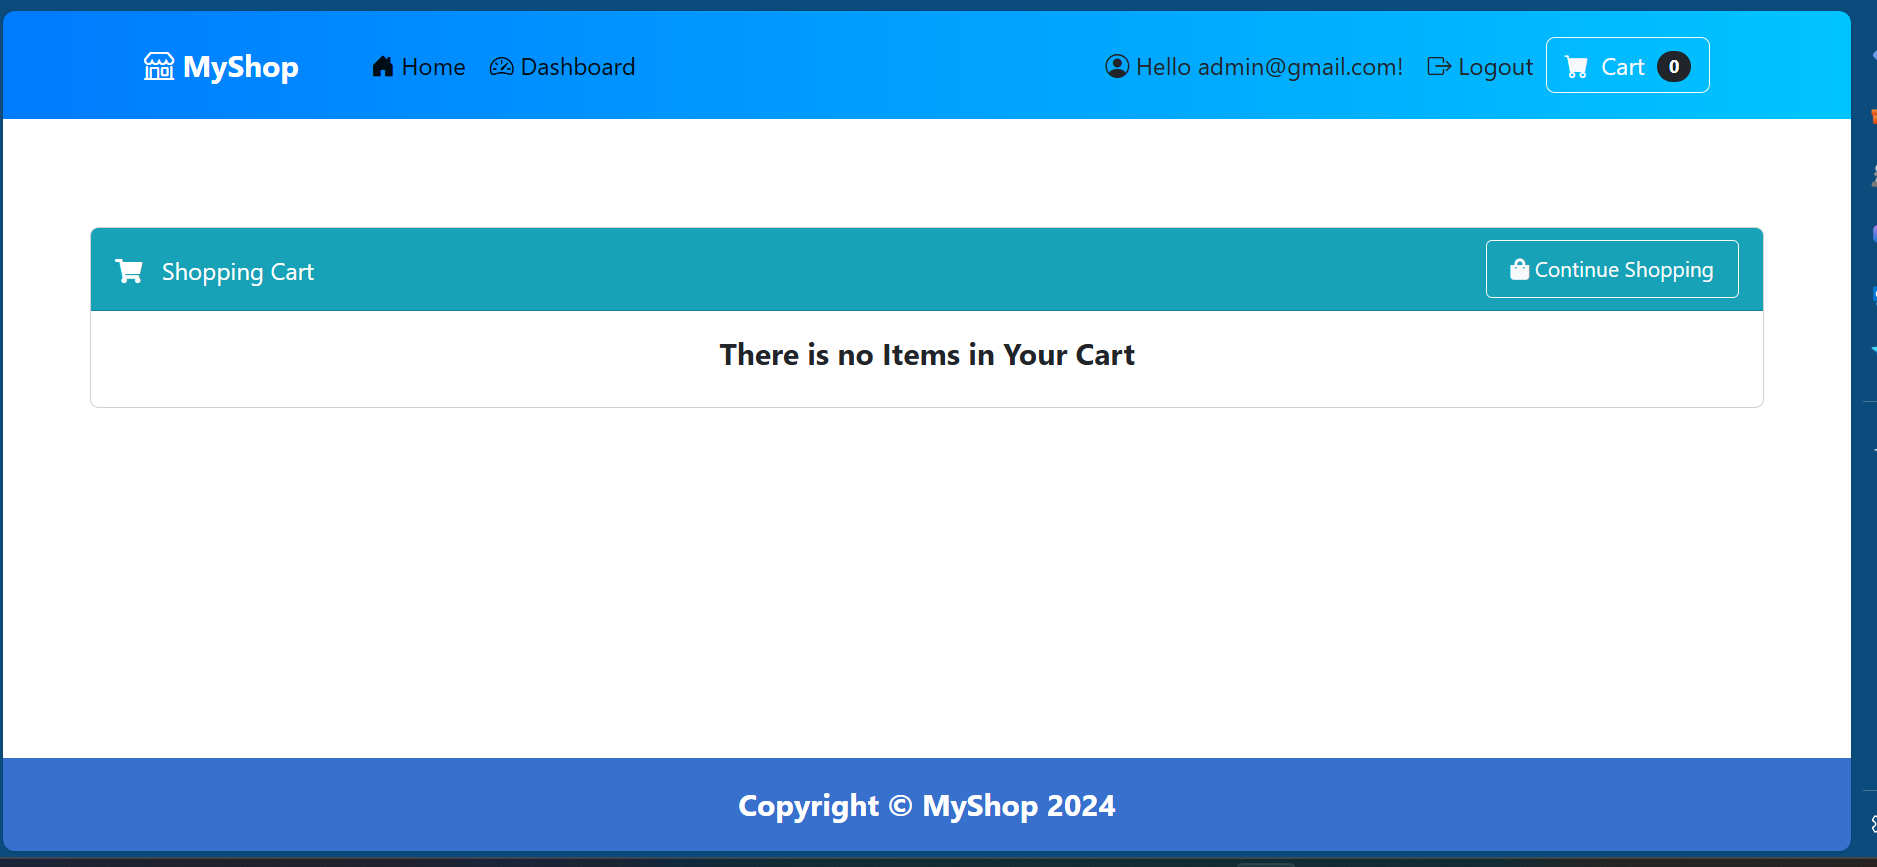 MyShop Home Dashboard Hello admin@gmail.com! Logout Cart 0
Shopping Cart Continue Shopping
There is no Items in Your Cart
Copyright © MyShop 2024